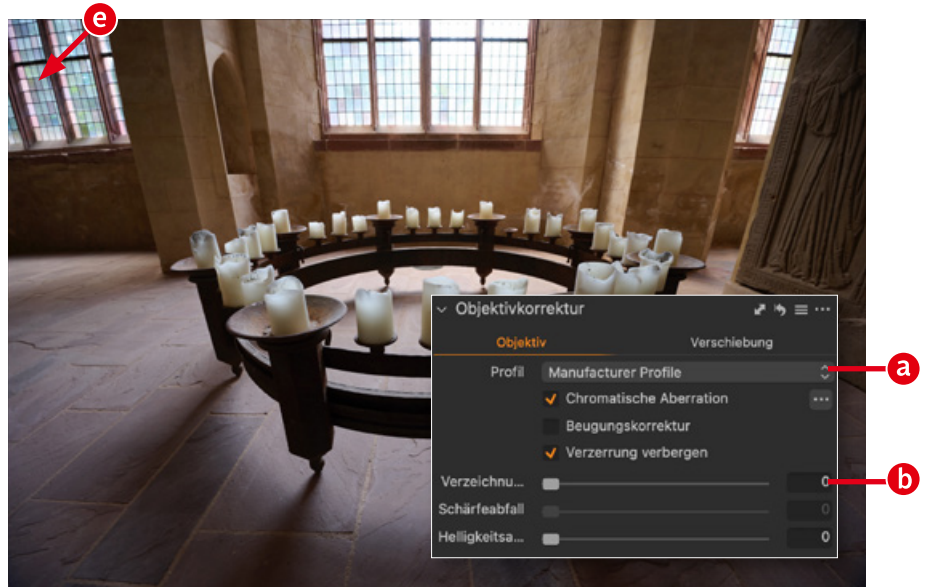 e
Objektivkorrektur
Objektiv Verschiebung
Profil Manufacturer Profile
a
Chromatische Aberration
Beugungskorrektur
Verzerrung verbergen
Verzeichnu... 0
b
Schärfeabfall 0
Helligkeitsa... 0